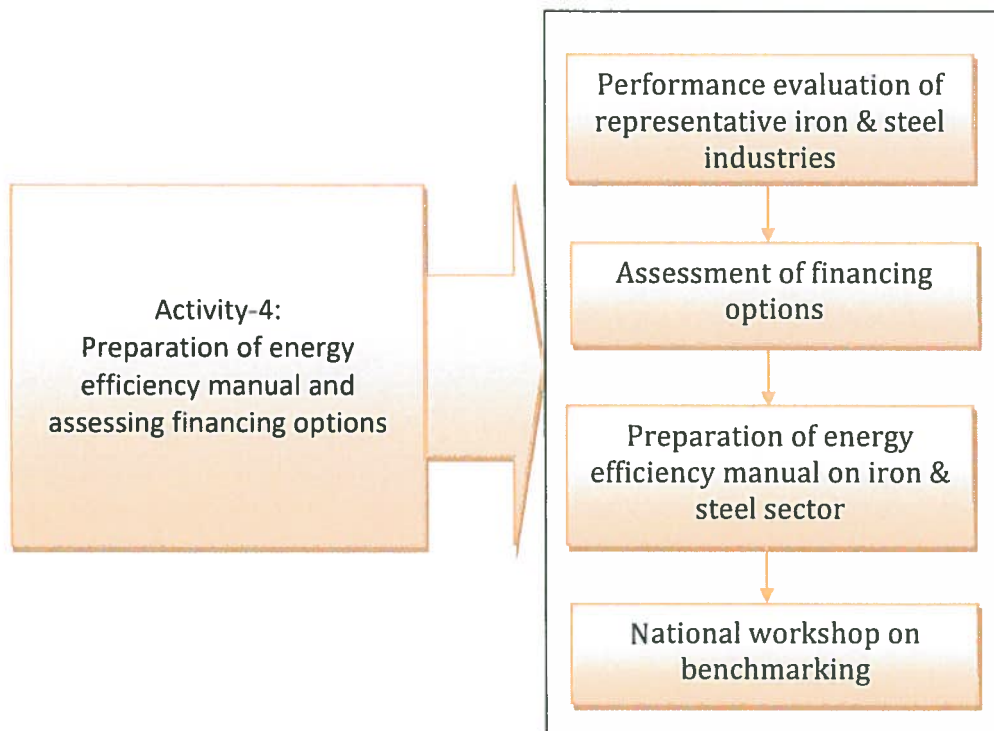 Activity-4:
Preparation of energy
efficiency manual and
assessing financing options
Performance evaluation of
representative iron & steel
industries
Assessment of financing
options
Preparation of energy
efficiency manual on iron &
steel sector
National workshop on
benchmarking